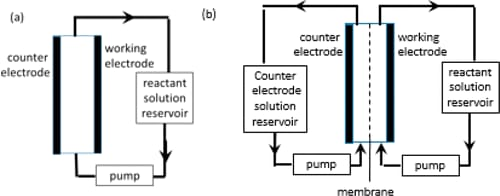 (a)
counter
electrode
working
electrode
reactant
solution
reservoir
pump
(b)
counter
electrode
working
electrode
Counter
electrode
solution
reservoir
reactant
solution
reservoir
pump
pump
membrane